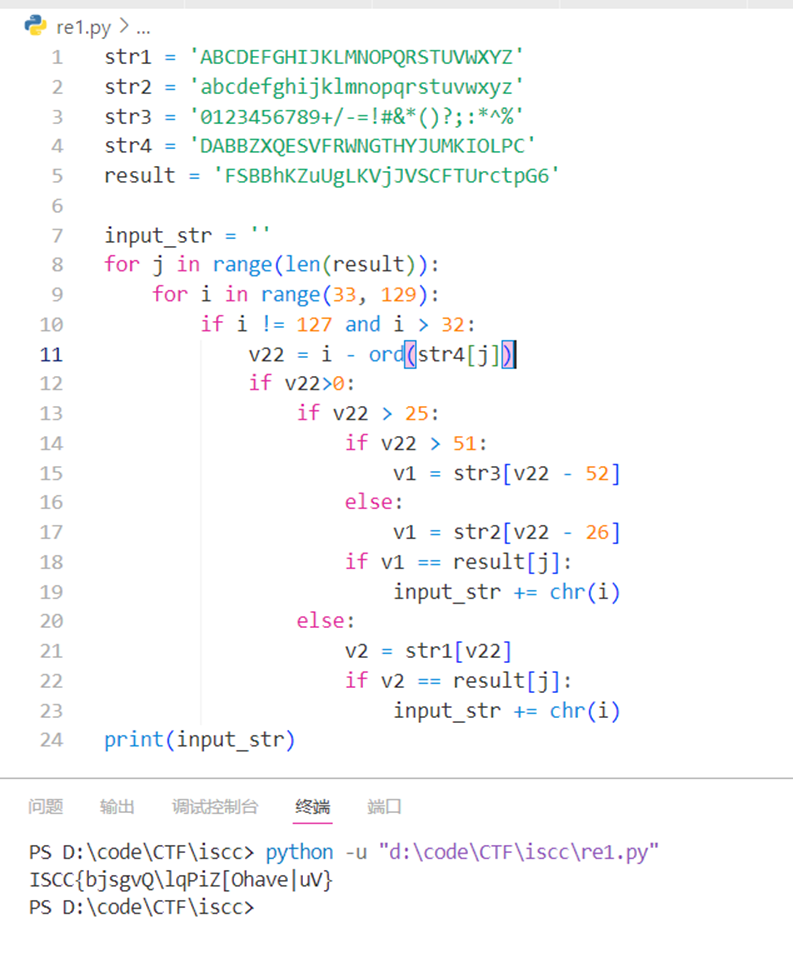 re1.py > ...
1 str1 = 'ABCDEFGHIJKLMNOPQRSTUVWXYZ'
2 str2 = 'abcdefghijklmnopqrstuvwxyz'
3 str3 = '0123456789+/-=!#&*()?;:*^%'
4 str4 = 'DABBZXQESVFRWNGTHYJUMKIOLPC'
5 result = 'FSBBhKZuUgLKVjJVSCFTUrctpG6'
6
7 input_str = ''
8 for j in range(len(result)):
9     for i in range(33, 129):
10         if i != 127 and i > 32:
11             v22 = i - ord(str4[j])
12             if v22>0:
13                 if v22 > 25:
14                     if v22 > 51:
15                         v1 = str3[v22 - 52]
16                     else:
17                         v1 = str2[v22 - 26]
18                     if v1 == result[j]:
19                         input_str += chr(i)
20                 else:
21                     v2 = str1[v22]
22                     if v2 == result[j]:
23                         input_str += chr(i)
24 print(input_str)
问题 输出 调试控制台 终端 端口
PS D:\code\CTF\iscc> python -u "d:\code\CTF\iscc\re1.py"
ISCC{bjsgvQ\lqPiZ[Ohave|uV}
PS D:\code\CTF\iscc>